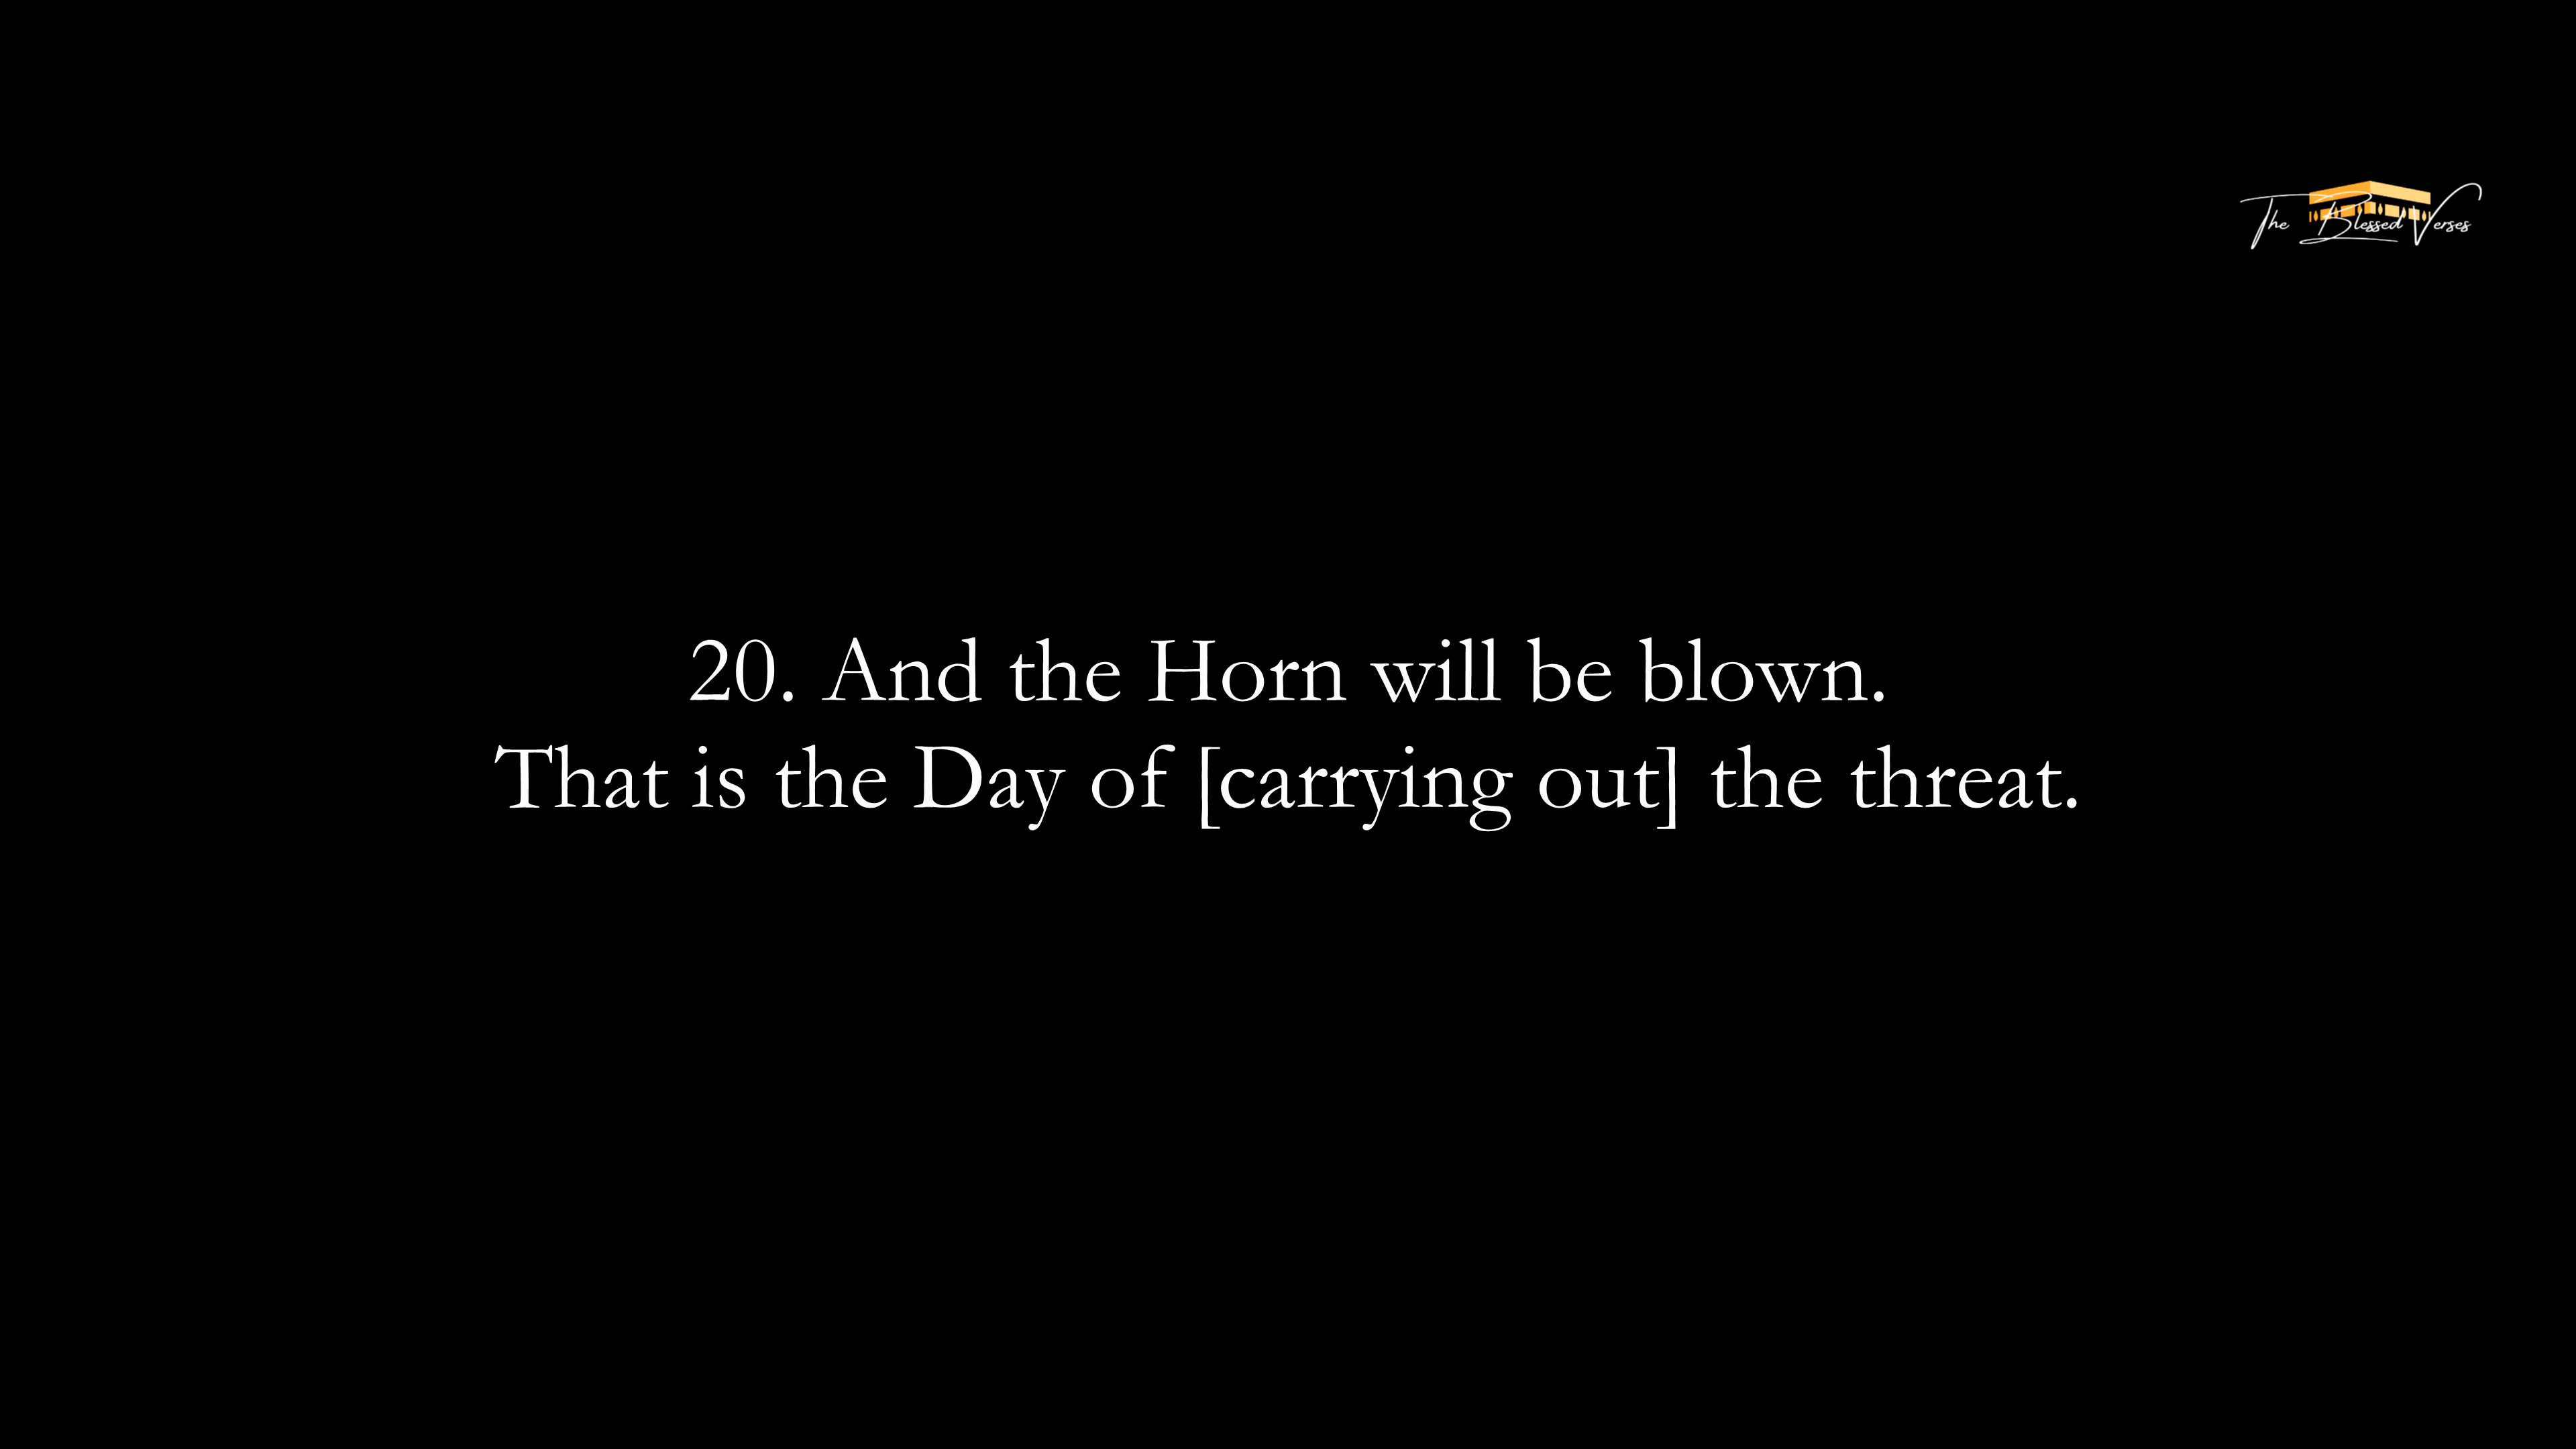 The Blessed Verses
20. And the Horn will be blown.
That is the Day of [carrying out] the threat.